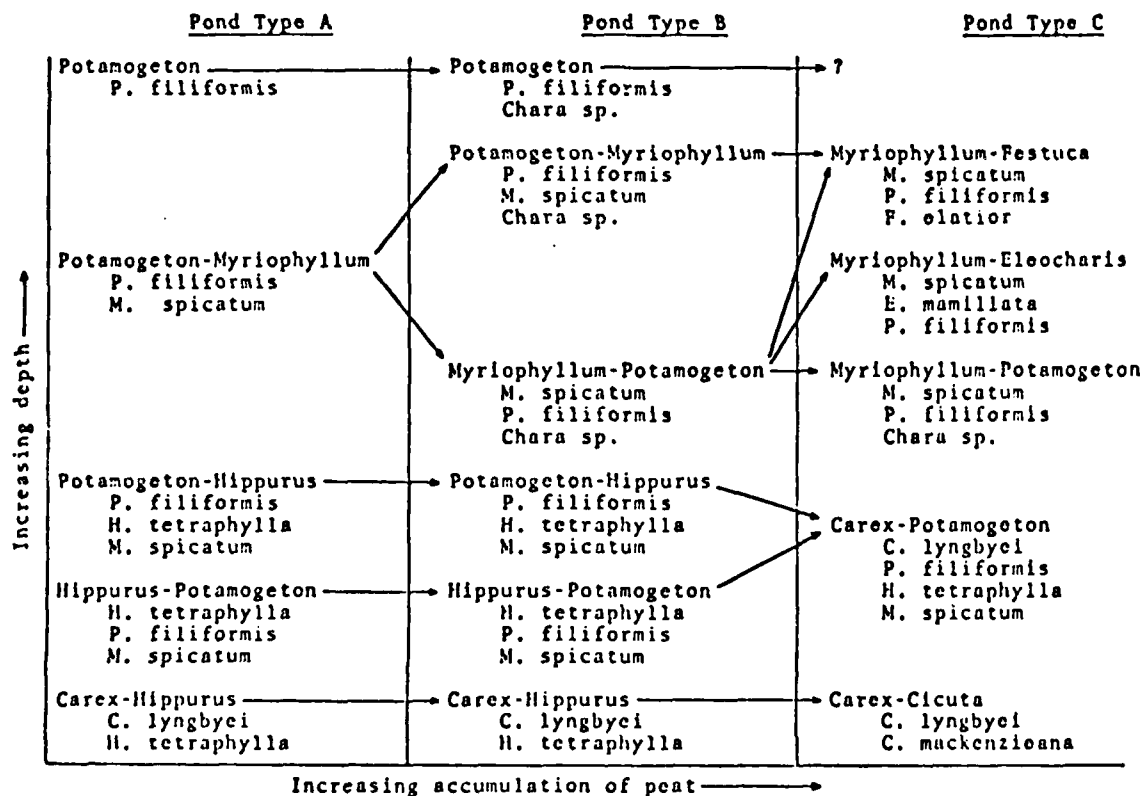 Pond Type A
Pond Type B
Pond Type C
Potamogeton
P. filiformis
Potamogeton
P. filiformis
Chara sp.
?
Potamogeton-Myriophyllum
P. filiformis
M. spicatum
Chara sp.
Myriophyllum-Festuca
M. spicatum
P. filiformis
F. elatior
Potamogeton-Myriophyllum
P. filiformis
M. spicatum
Myriophyllum-Eleocharis
M. spicatum
E. mamillata
P. filiformis
Myriophyllum-Potamogeton
M. spicatum
P. filiformis
Chara sp.
Myriophyllum-Potamogeton
M. spicatum
P. filiformis
Chara sp.
Potamogeton-Hippurus
P. filiformis
H. tetraphylla
M. spicatum
Potamogeton-Hippurus
P. filiformis
H. tetraphylla
M. spicatum
Carex-Potamogeton
C. lyngbyei
P. filiformis
H. tetraphylla
M. spicatum
Hippurus-Potamogeton
H. tetraphylla
P. filiformis
M. spicatum
Hippurus-Potamogeton
H. tetraphylla
P. filiformis
M. spicatum
Carex-Hippurus
C. lyngbyei
H. tetraphylla
Carex-Hippurus
C. lyngbyei
H. tetraphylla
Carex-Cicuta
C. lyngbyei
C. mackenzieana
Increasing depth
Increasing accumulation of peat